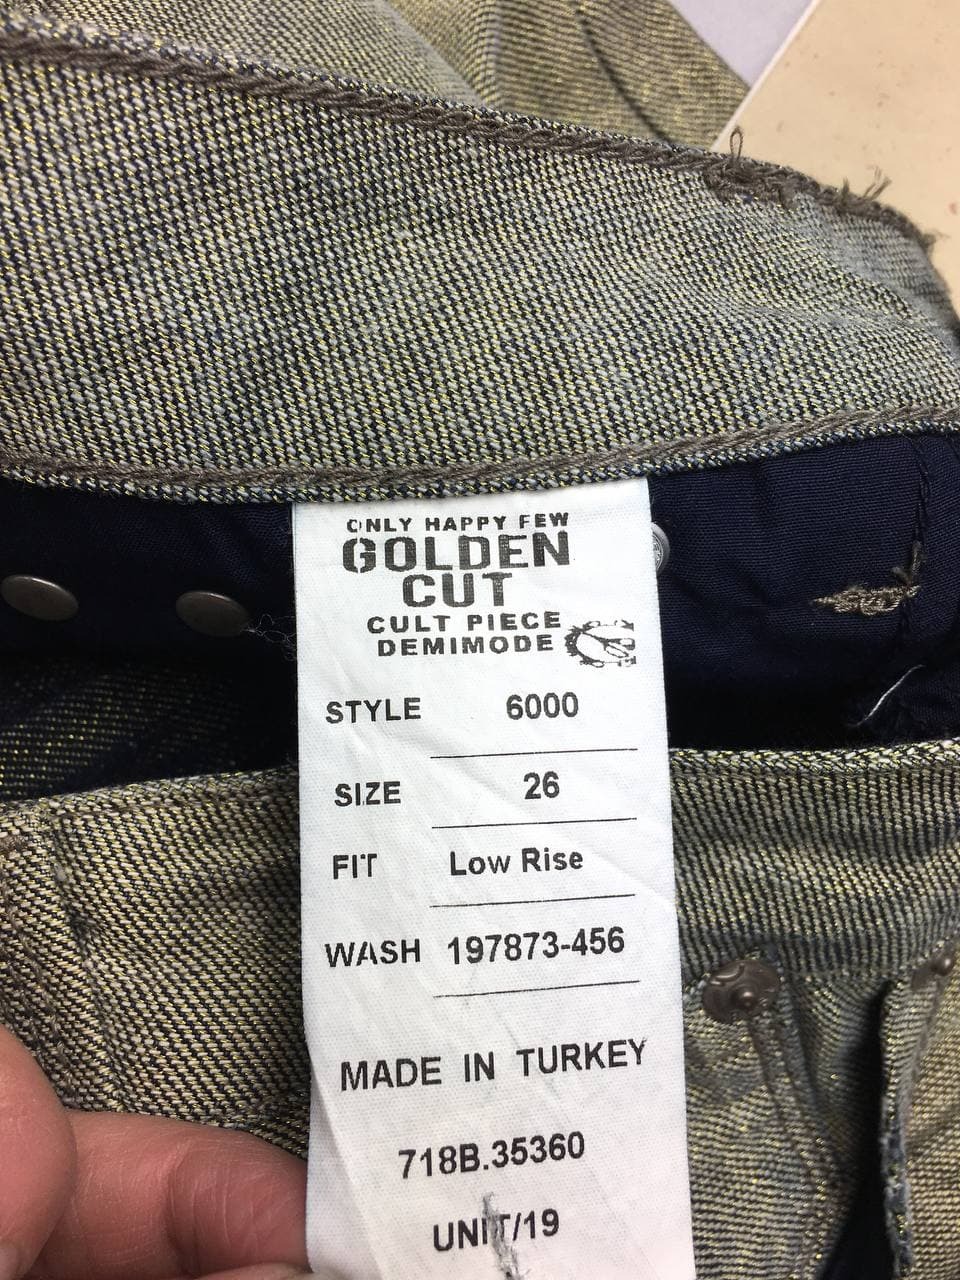 ONLY HAPPY FEW
GOLDEN
CUT
CULT PIECE
DEMIMODE
STYLE 6000
SIZE 26
FIT Low Rise
WASH 197873-456
MADE IN TURKEY
718B.35360
UNIT/19